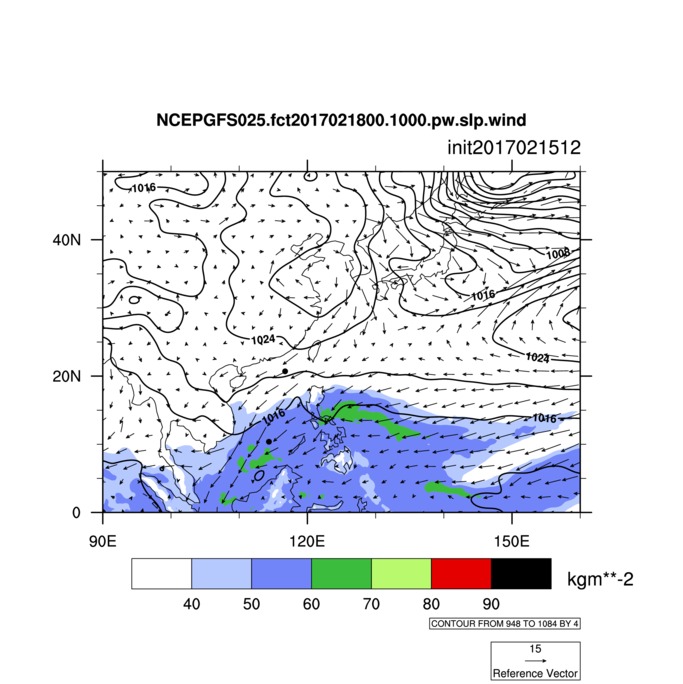 NCEPGFS025.fct2017021800.1000.pw.slp.wind
init2017021512
1016
40N
1008
1016
1024
1024
20N
1016
1016
0
90E 120E 150E
40 50 60 70 80 90
kgm**-2
CONTOUR FROM 948 TO 1084 BY 4
15
Reference Vector